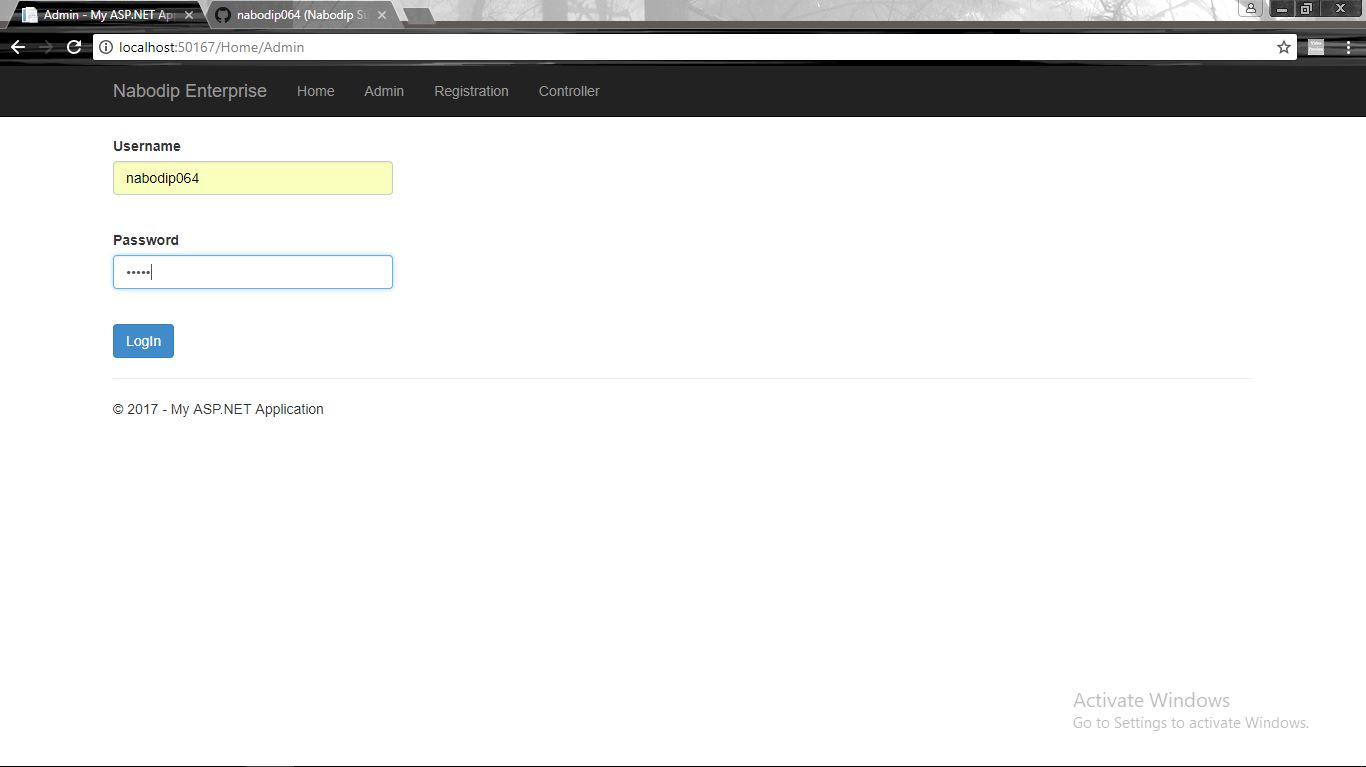 Admin - My ASP.NET Ap
nabodip064 (Nabodip Su
localhost:50167/Home/Admin
Nabodip Enterprise Home Admin Registration Controller
Username
nabodip064
Password
•••••
LogIn
© 2017 - My ASP.NET Application
Activate Windows
Go to Settings to activate Windows.